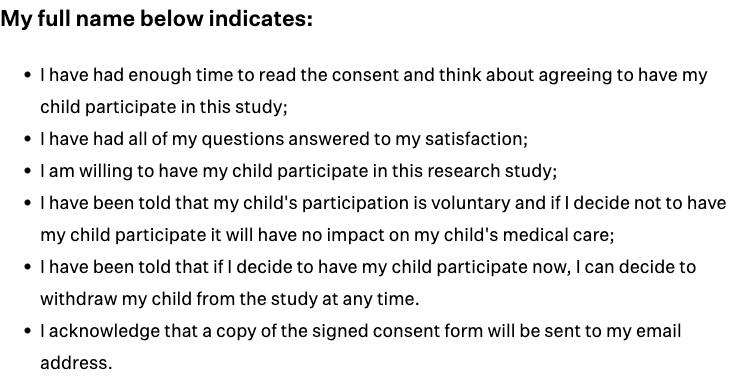 My full name below indicates:
• I have had enough time to read the consent and think about agreeing to have my
child participate in this study;
• I have had all of my questions answered to my satisfaction;
• I am willing to have my child participate in this research study;
• I have been told that my child's participation is voluntary and if I decide not to have
my child participate it will have no impact on my child's medical care;
• I have been told that if I decide to have my child participate now, I can decide to
withdraw my child from the study at any time.
• I acknowledge that a copy of the signed consent form will be sent to my email
address.